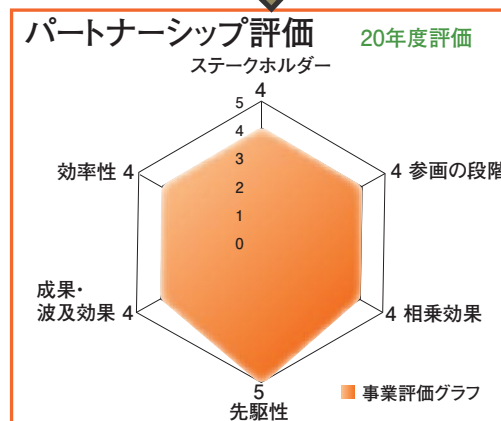 パートナーシップ評価 20年度評価
ステークホルダー
4
5
4
3
2
1
0
効率性 4
4 参画の段階
成果・
波及効果 4
4 相乗効果
5
先駆性
事業評価グラフ